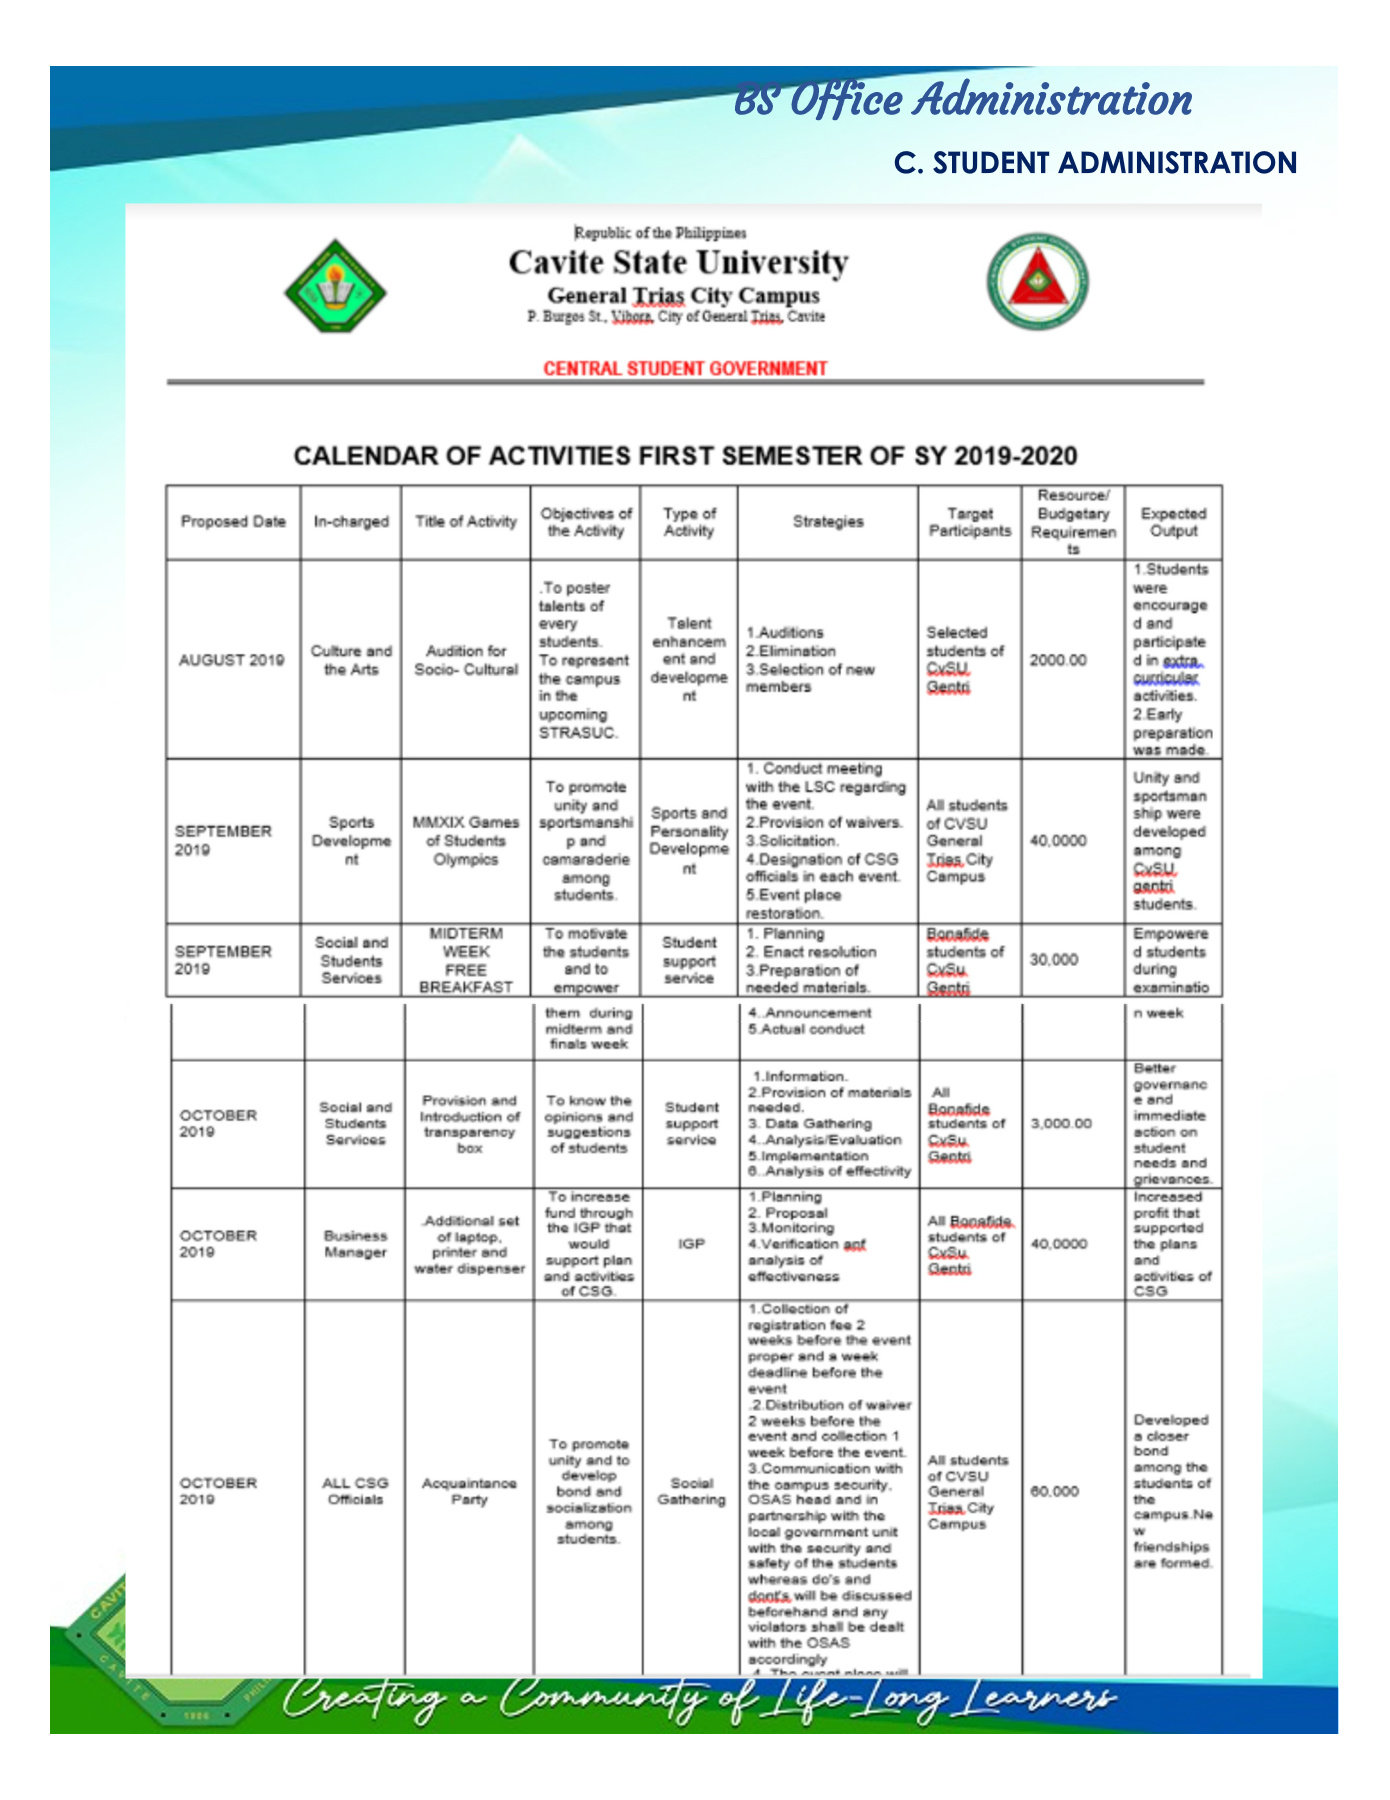 BS Office Administration
C. STUDENT ADMINISTRATION
Republic of the Philippines
Cavite State University
General Trias City Campus
P. Burgos St., Vibora, City of General Trias, Cavite
CENTRAL STUDENT GOVERNMENT
CALENDAR OF ACTIVITIES FIRST SEMESTER OF SY 2019-2020
Proposed Date
In-charged
Title of Activity
Objectives of
the Activity
Type of
Activity
Strategies
Target
Participants
Resource/
Budgetary
Requiremen
ts
Expected
Output
AUGUST 2019
Culture and
the Arts
Audition for
Socio- Cultural
.To poster
talents of
every
students.
To represent
the campus
in the
upcoming
STRASUC.
Talent
enhancem
ent and
developme
nt
1.Auditions
2.Elimination
3.Selection of new
members
Selected
students of
CvSU
Gentri
2000.00
1.Students
were
encourage
d and
participate
d in extra
curricular
activities.
2.Early
preparation
was made.
SEPTEMBER
2019
Sports
Developme
nt
MMXIX Games
of Students
Olympics
To promote
unity and
sportsmanshi
p and
camaraderie
among
students.
Sports and
Personality
Developme
nt
1. Conduct meeting
with the LSC regarding
the event.
2.Provision of waivers.
3.Solicitation.
4.Designation of CSG
officials in each event.
5.Event place
restoration.
All students
of CVSU
General
Trias City
Campus
40,0000
Unity and
sportsman
ship were
developed
among
CvSU
gentri
students.
SEPTEMBER
2019
Social and
Students
Services
MIDTERM
WEEK
FREE
BREAKFAST
To motivate
the students
and to
empower
them during
midterm and
finals week
Student
support
service
1. Planning
2. Enact resolution
3.Preparation of
needed materials.
4..Announcement
5.Actual conduct
Bonafide
students of
CvSu
Gentri
30,000
Empowere
d students
during
examinatio
n week
OCTOBER
2019
Social and
Students
Services
Provision and
Introduction of
transparency
box
To know the
opinions and
suggestions
of students
Student
support
service
1.Information.
2.Provision of materials
needed.
3. Data Gathering
4..Analysis/Evaluation
5.Implementation
6..Analysis of effectivity
All
Bonafide
students of
CvSu
Gentri
3,000.00
Better
governanc
e and
immediate
action on
student
needs and
grievances.
OCTOBER
2019
Business
Manager
.Additional set
of laptop,
printer and
water dispenser
To increase
fund through
the IGP that
would
support plan
and activities
of CSG.
IGP
1.Planning
2. Proposal
3.Monitoring
4.Verification anf
analysis of
effectiveness
All Bonafide
students of
CvSu
Gentri
40,0000
Increased
profit that
supported
the plans
and
activities of
CSG
OCTOBER
2019
ALL CSG
Officials
Acquaintance
Party
To promote
unity and to
develop
bond and
socialization
among
students.
Social
Gathering
1.Collection of
registration fee 2
weeks before the event
proper and a week
deadline before the
event
.2.Distribution of waiver
2 weeks before the
event and collection 1
week before the event.
3.Communication with
the campus security,
OSAS head and in
partnership with the
local government unit
with the security and
safety of the students
whereas do's and
dont's will be discussed
beforehand and any
violators shall be dealt
with the OSAS
accordingly
4. The event place will
All students
of CVSU
General
Trias City
Campus
60,000
Developed
a closer
bond
among the
students of
the
campus.Ne
w
friendships
are formed.
Creating a Community of Life-Long Learners